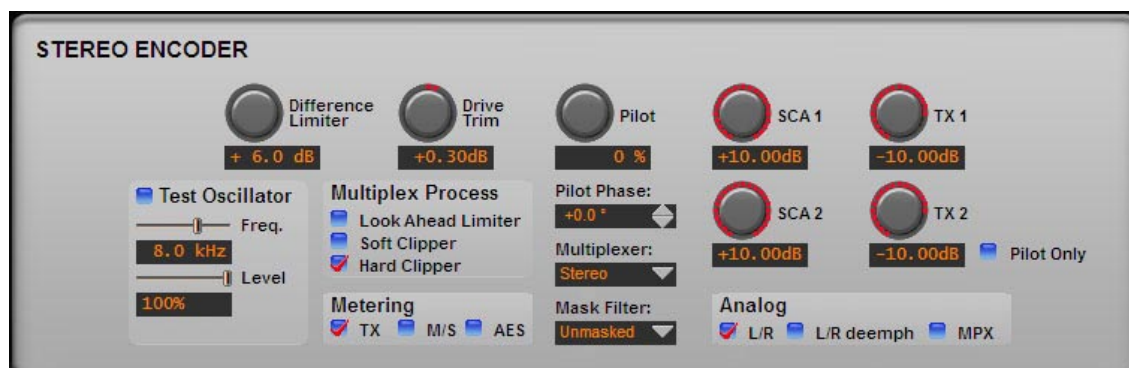 STEREO ENCODER
Difference Limiter
+ 6.0 dB
Drive Trim
+0.30dB
Pilot
0 %
SCA 1
+10.00dB
TX 1
-10.00dB
Test Oscillator
Freq.
8.0 kHz
Level
100%
Multiplex Process
Look Ahead Limiter
Soft Clipper
Hard Clipper
Metering
TX M/S AES
Pilot Phase:
+0.0 °
Multiplexer:
Stereo
Mask Filter:
Unmasked
SCA 2
+10.00dB
TX 2
-10.00dB
Pilot Only
Analog
L/R L/R deemph MPX